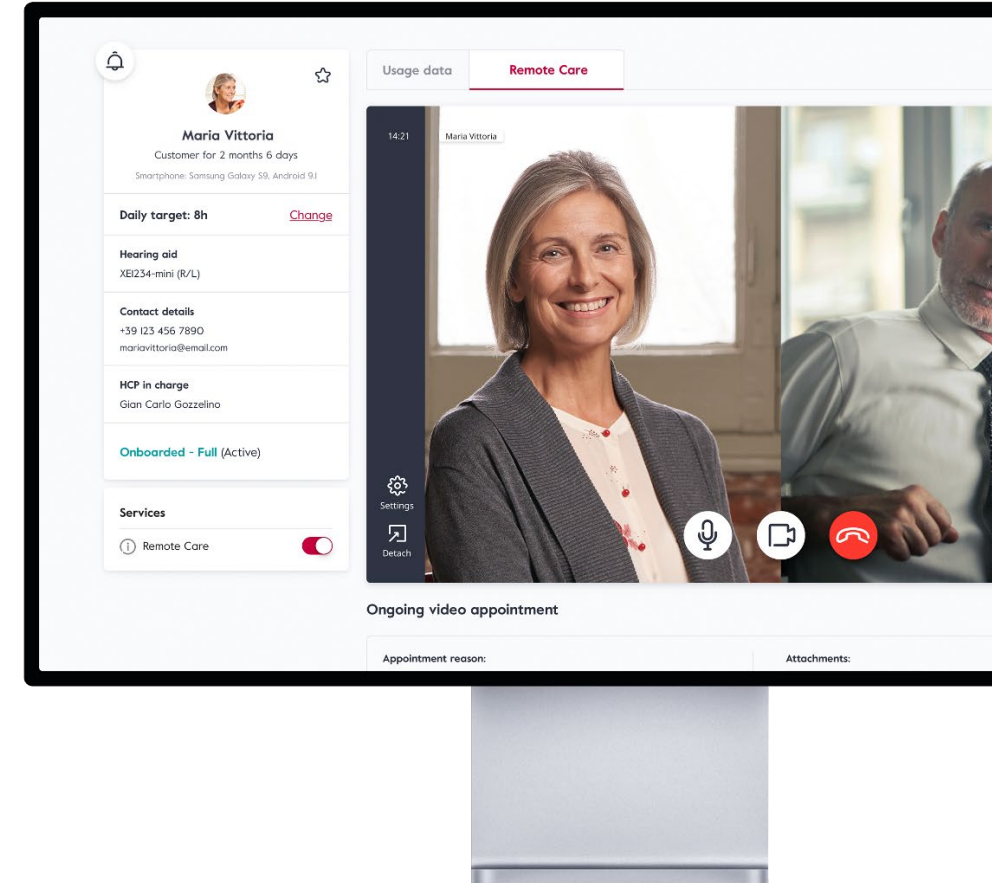 Usage data
Remote Care
Maria Vittoria
Customer for 2 months 6 days
Smartphone: Samsung Galaxy S9, Android 9.1
Daily target: 8h
Change
Hearing aid
XE1234-mini (R/L)
Contact details
+39 123 456 7890
mariavittoria@email.com
HCP in charge
Gian Carlo Gozzelino
Onboarded - Full (Active)
Services
Remote Care
14:21
Maria Vittoria
Settings
Detach
Ongoing video appointment
Appointment reason:
Attachments: